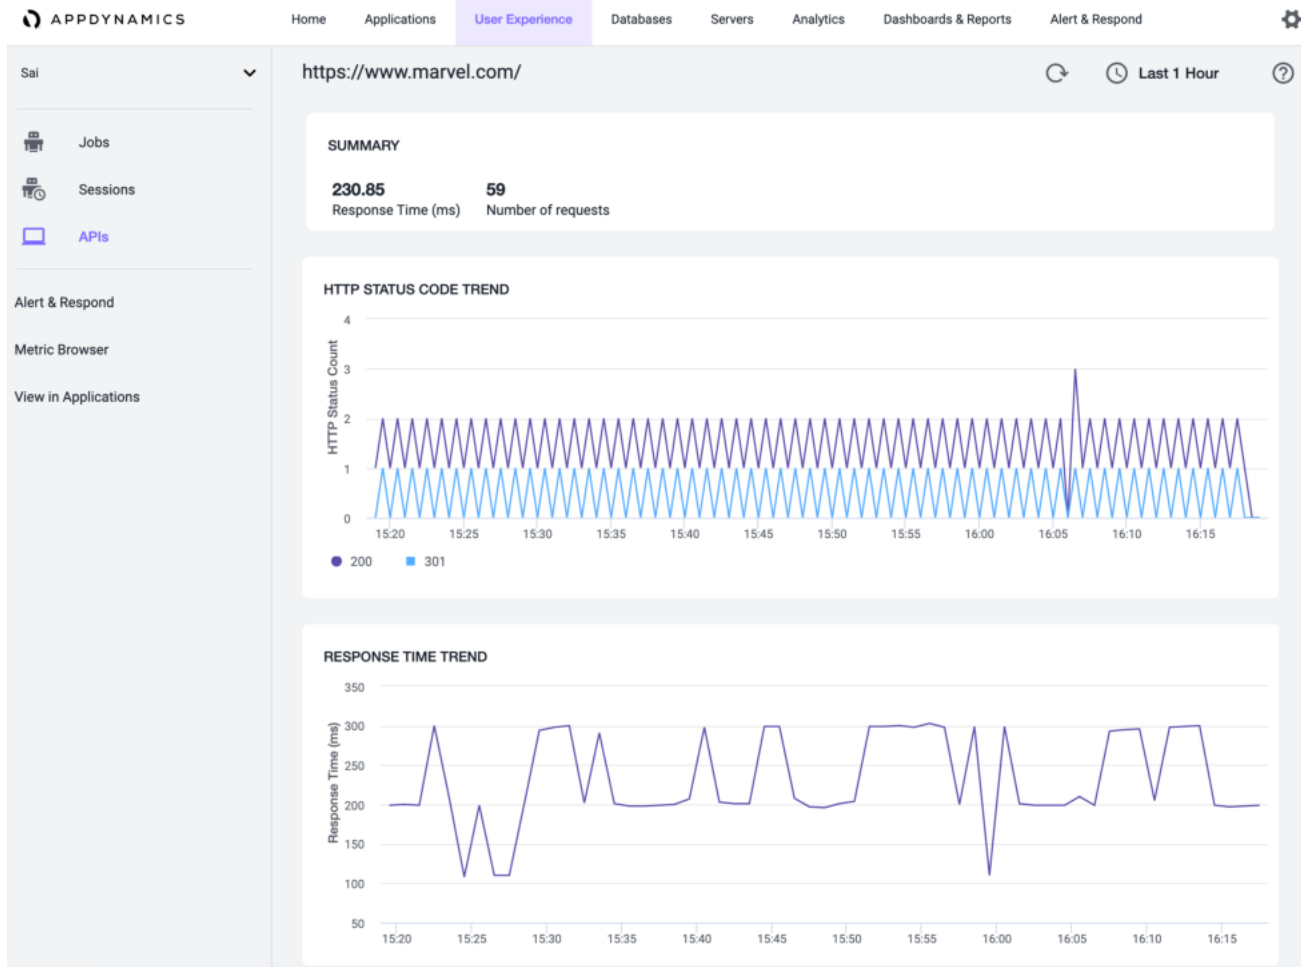 APPDYNAMICS
Home Applications User Experience Databases Servers Analytics Dashboards & Reports Alert & Respond
Sai
https://www.marvel.com/
Last 1 Hour
Jobs
Sessions
APIs
Alert & Respond
Metric Browser
View in Applications
SUMMARY
230.85 59
Response Time (ms) Number of requests
HTTP STATUS CODE TREND
HTTP Status Count
4
3
2
1
0
15:20 15:25 15:30 15:35 15:40 15:45 15:50 15:55 16:00 16:05 16:10 16:15
200 301
RESPONSE TIME TREND
Response Time (ms)
350
300
250
200
150
100
50
15:20 15:25 15:30 15:35 15:40 15:45 15:50 15:55 16:00 16:05 16:10 16:15